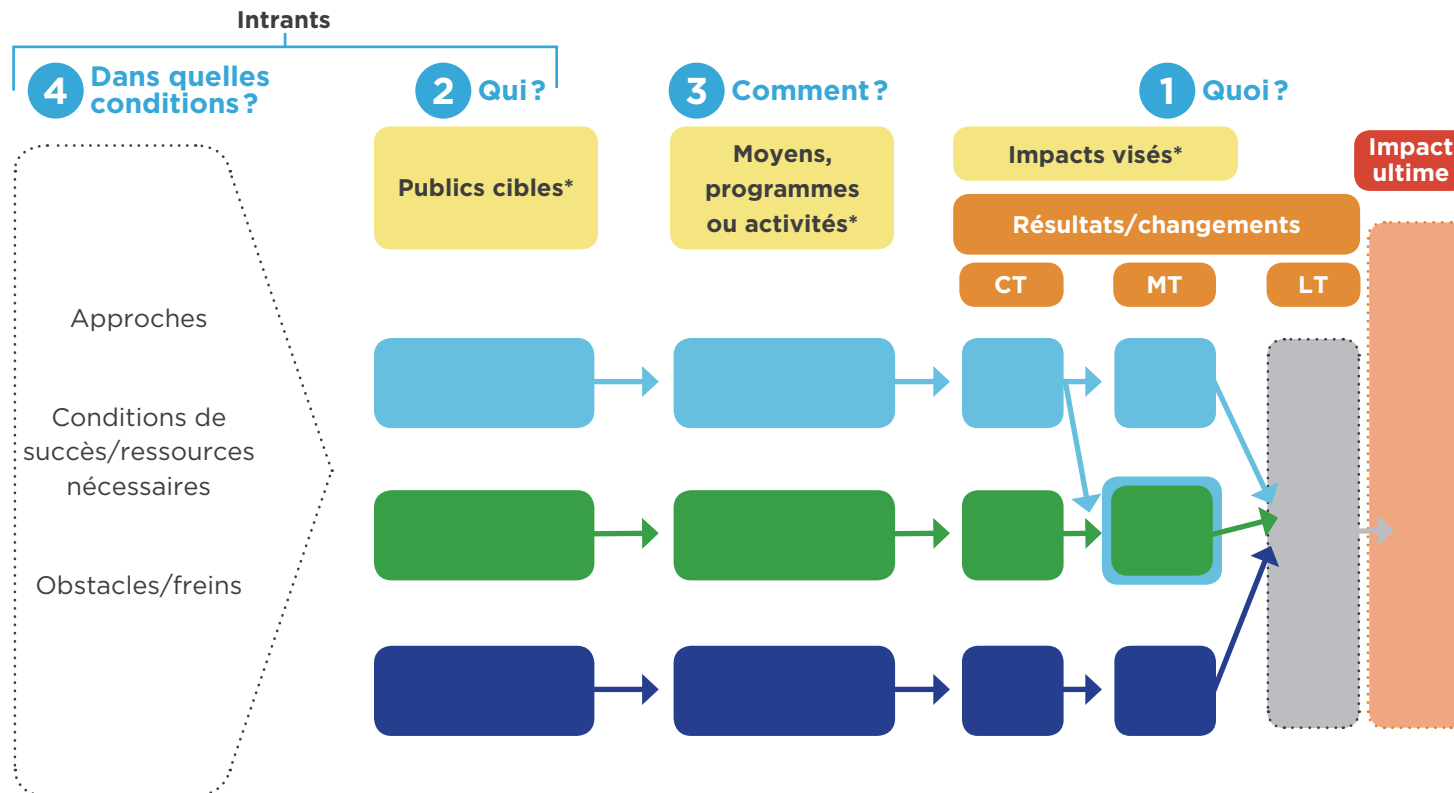 Intrants
4 Dans quelles
conditions ?
2 Qui ?
3 Comment ?
1 Quoi ?
Publics cibles*
Moyens,
programmes
ou activités*
Impacts visés*
Impact
ultime
Résultats/changements
CT
MT
LT
Approches
Conditions de
succès/ressources
nécessaires
Obstacles/freins